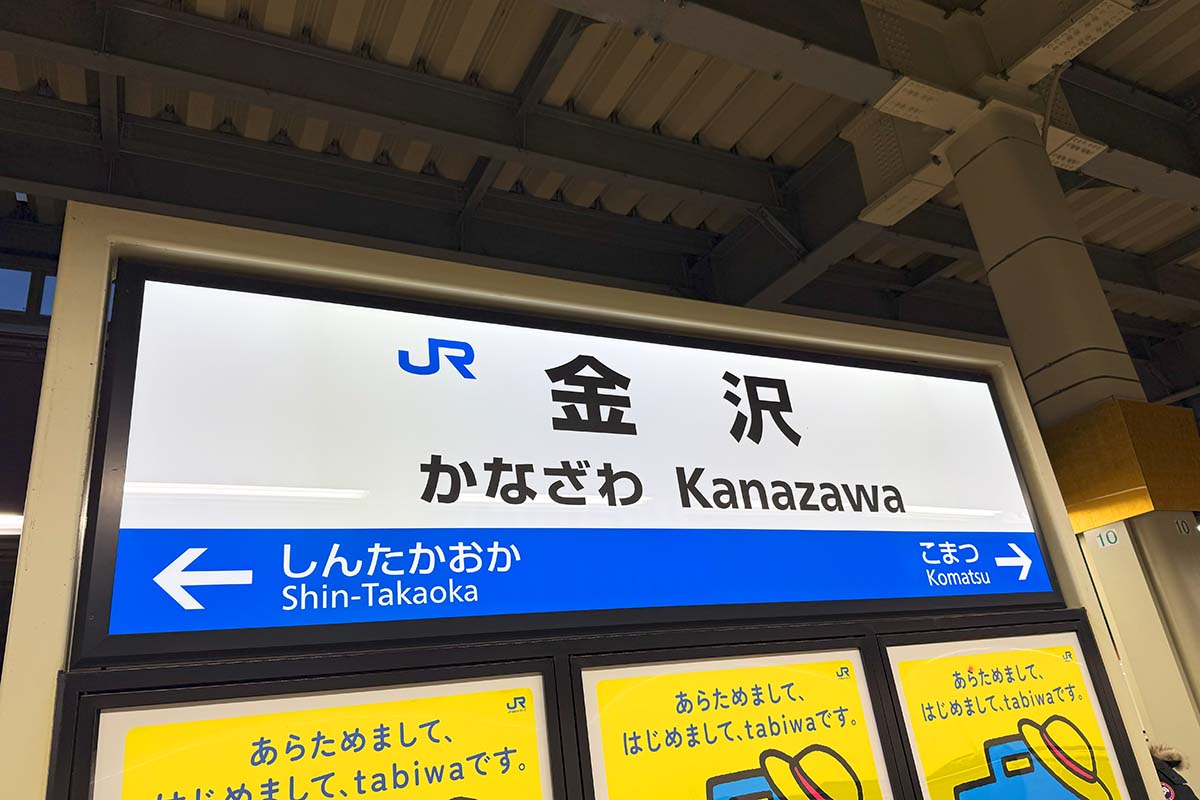 JR 金沢
かなざわ Kanazawa
← しんたかおか
Shin-Takaoka
こまつ →
Komatsu
10
10
JR
あらためまして、
はじめまして、tabiwaです。
JR
あらためまして、
はじめまして、tabiwaです。
JR
あらためまして、
はじめまして、tabiwaです。